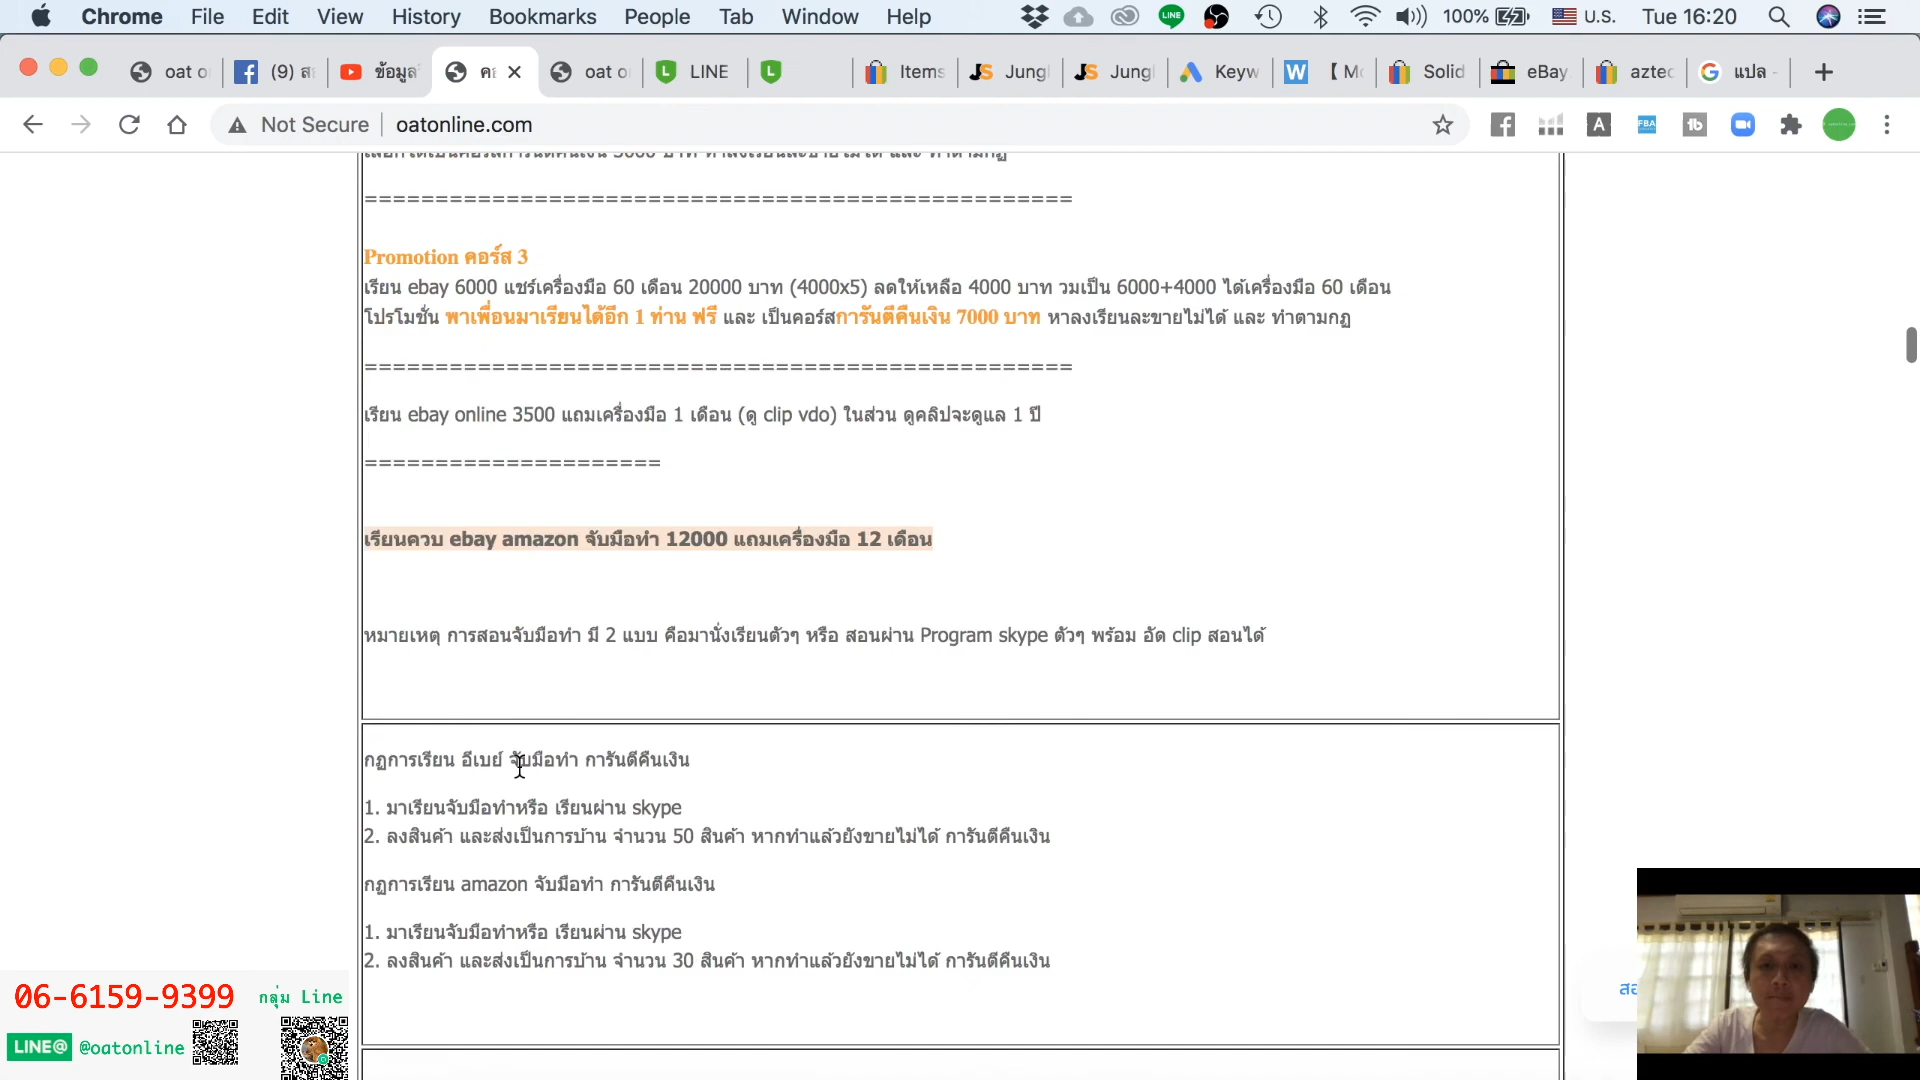 Chrome File Edit View History Bookmarks People Tab Window Help 100% U.S. Tue 16:20
oat o (9) ส ข้อมูล คอ oat o LINE Items Jungl Jungl Keyw 【 Mo Solid eBay aztec แปล -
Not Secure oatonline.com
================================================
Promotion คอร์ส 3
เรียน ebay 6000 แชร์เครื่องมือ 60 เดือน 20000 บาท (4000x5) ลดให้เหลือ 4000 บาท วมเป็น 6000+4000 ได้เครื่องมือ 60 เดือน
โปรโมชั่น พาเพื่อนมาเรียนได้อีก 1 ท่าน ฟรี และ เป็นคอร์สการันตีคืนเงิน 7000 บาท หาลงเรียนละขายไม่ได้ และ ทำตามกฏ
================================================
เรียน ebay online 3500 แถมเครื่องมือ 1 เดือน (ดู clip vdo) ในส่วน ดูคลิปจะดูแล 1 ปี
====================
เรียนควบ ebay amazon จับมือทำ 12000 แถมเครื่องมือ 12 เดือน
หมายเหตุ การสอนจับมือทำ มี 2 แบบ คือมานั่งเรียนตัวๆ หรือ สอนผ่าน Program skype ตัวๆ พร้อม อัด clip สอนได้
กฏการเรียน อีเบย์ จับมือทำ การันตีคืนเงิน
1. มาเรียนจับมือทำหรือ เรียนผ่าน skype
2. ลงสินค้า และส่งเป็นการบ้าน จำนวน 50 สินค้า หากทำแล้วยังขายไม่ได้ การันตีคืนเงิน
กฏการเรียน amazon จับมือทำ การันตีคืนเงิน
1. มาเรียนจับมือทำหรือ เรียนผ่าน skype
2. ลงสินค้า และส่งเป็นการบ้าน จำนวน 30 สินค้า หากทำแล้วยังขายไม่ได้ การันตีคืนเงิน
06-6159-9399 กลุ่ม Line
LINE@ @oatonline